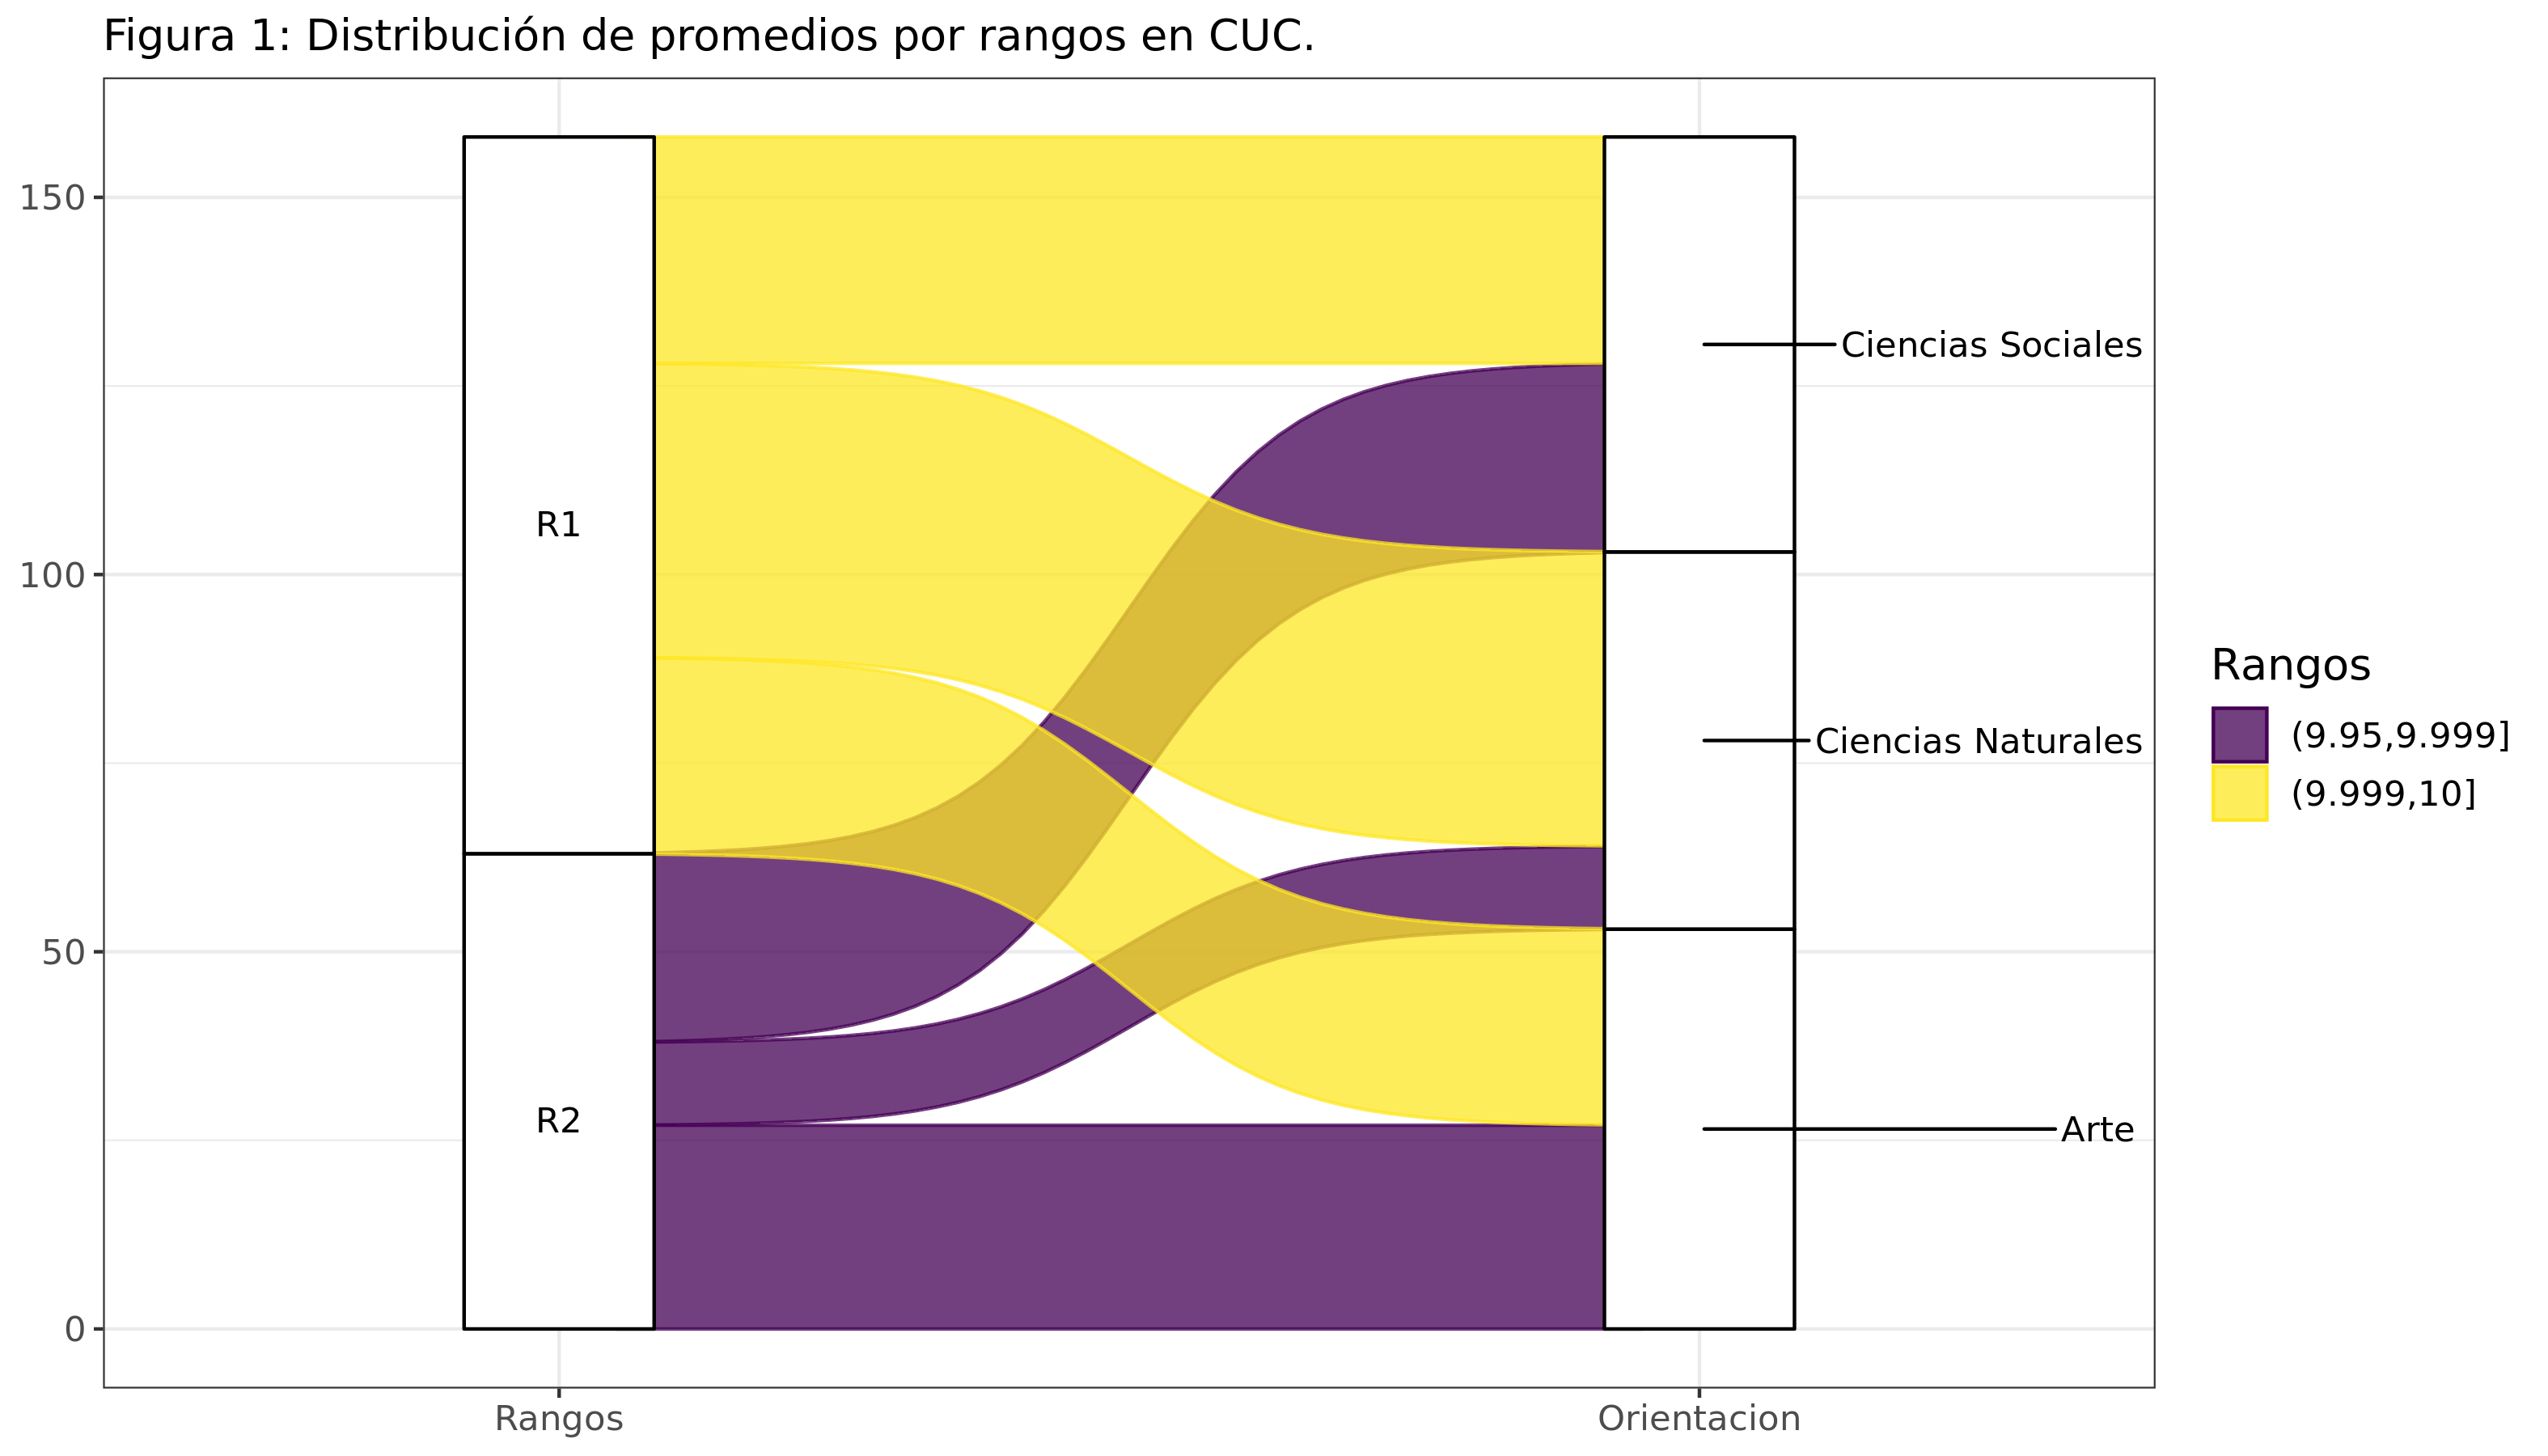 Figura 1: Distribución de promedios por rangos en CUC.
150
100
50
0
R1
R2
Ciencias Sociales
Ciencias Naturales
Arte
Rangos
Orientacion
Rangos
(9.95,9.999]
(9.999,10]